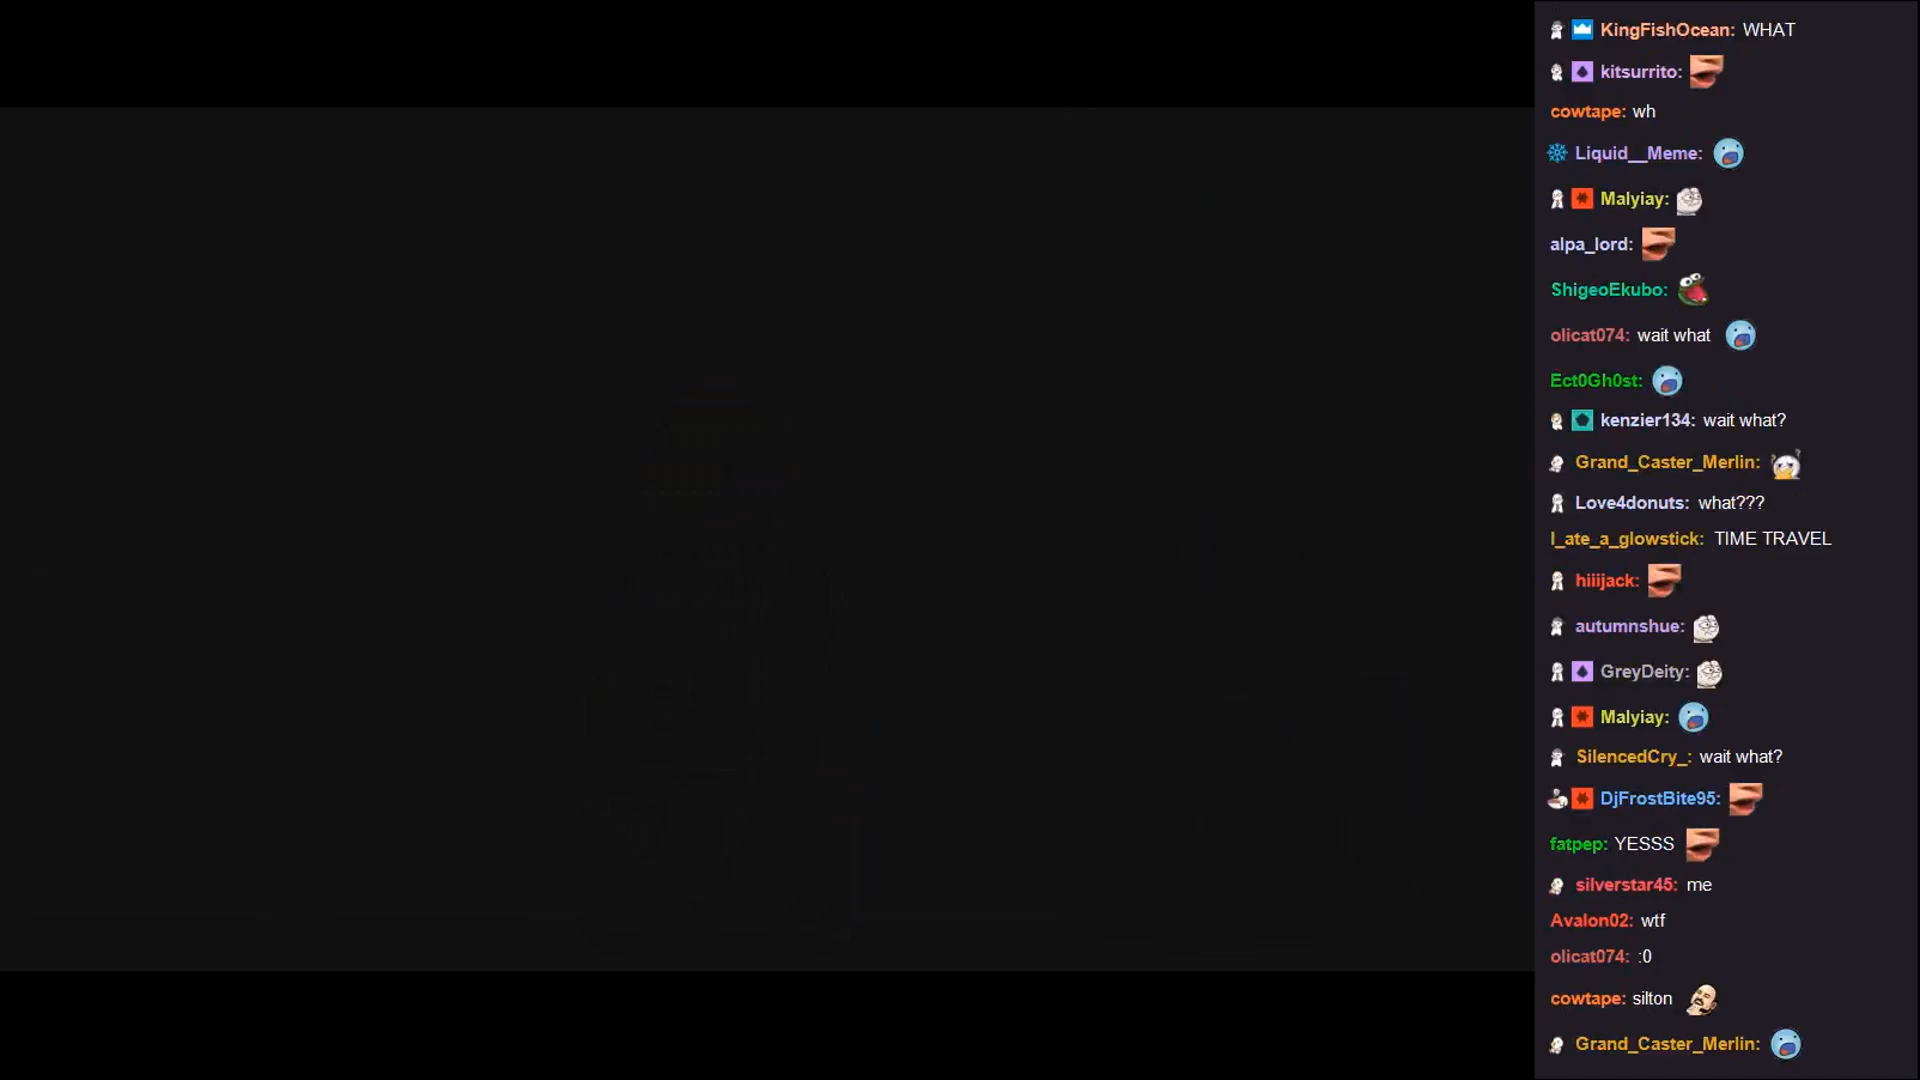 KingFishOcean: WHAT
kitsurrito:
cowtape: wh
Liquid__Meme:
Malyiay:
alpa_lord:
ShigeoEkubo:
olicat074: wait what
Ect0Gh0st:
kenzier134: wait what?
Grand_Caster_Merlin:
Love4donuts: what???
I_ate_a_glowstick: TIME TRAVEL
hiiijack:
autumnshue:
GreyDeity:
Malyiay:
SilencedCry_: wait what?
DjFrostBite95:
fatpep: YESSS
silverstar45: me
Avalon02: wtf
olicat074: :0
cowtape: silton
Grand_Caster_Merlin: